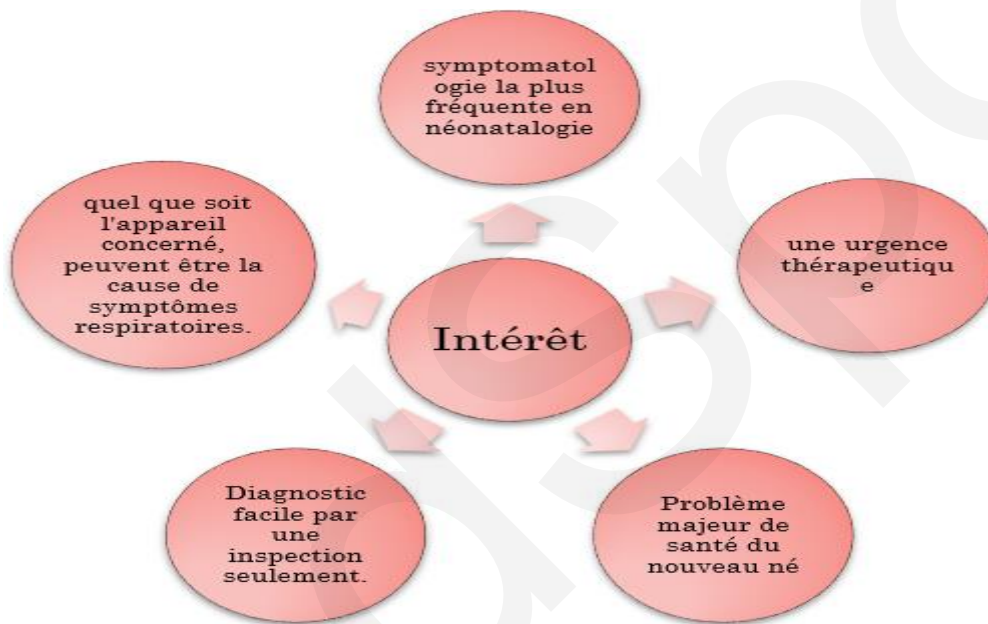 symptomatol
ogie la plus
fréquente en
néonatalogie
quel que soit
l'appareil
concerné,
peuvent être la
cause de
symptômes
respiratoires.
une urgence
thérapeutiqu
e
Intérêt
Diagnostic
facile par
une
inspection
seulement.
Problème
majeur de
santé du
nouveau né